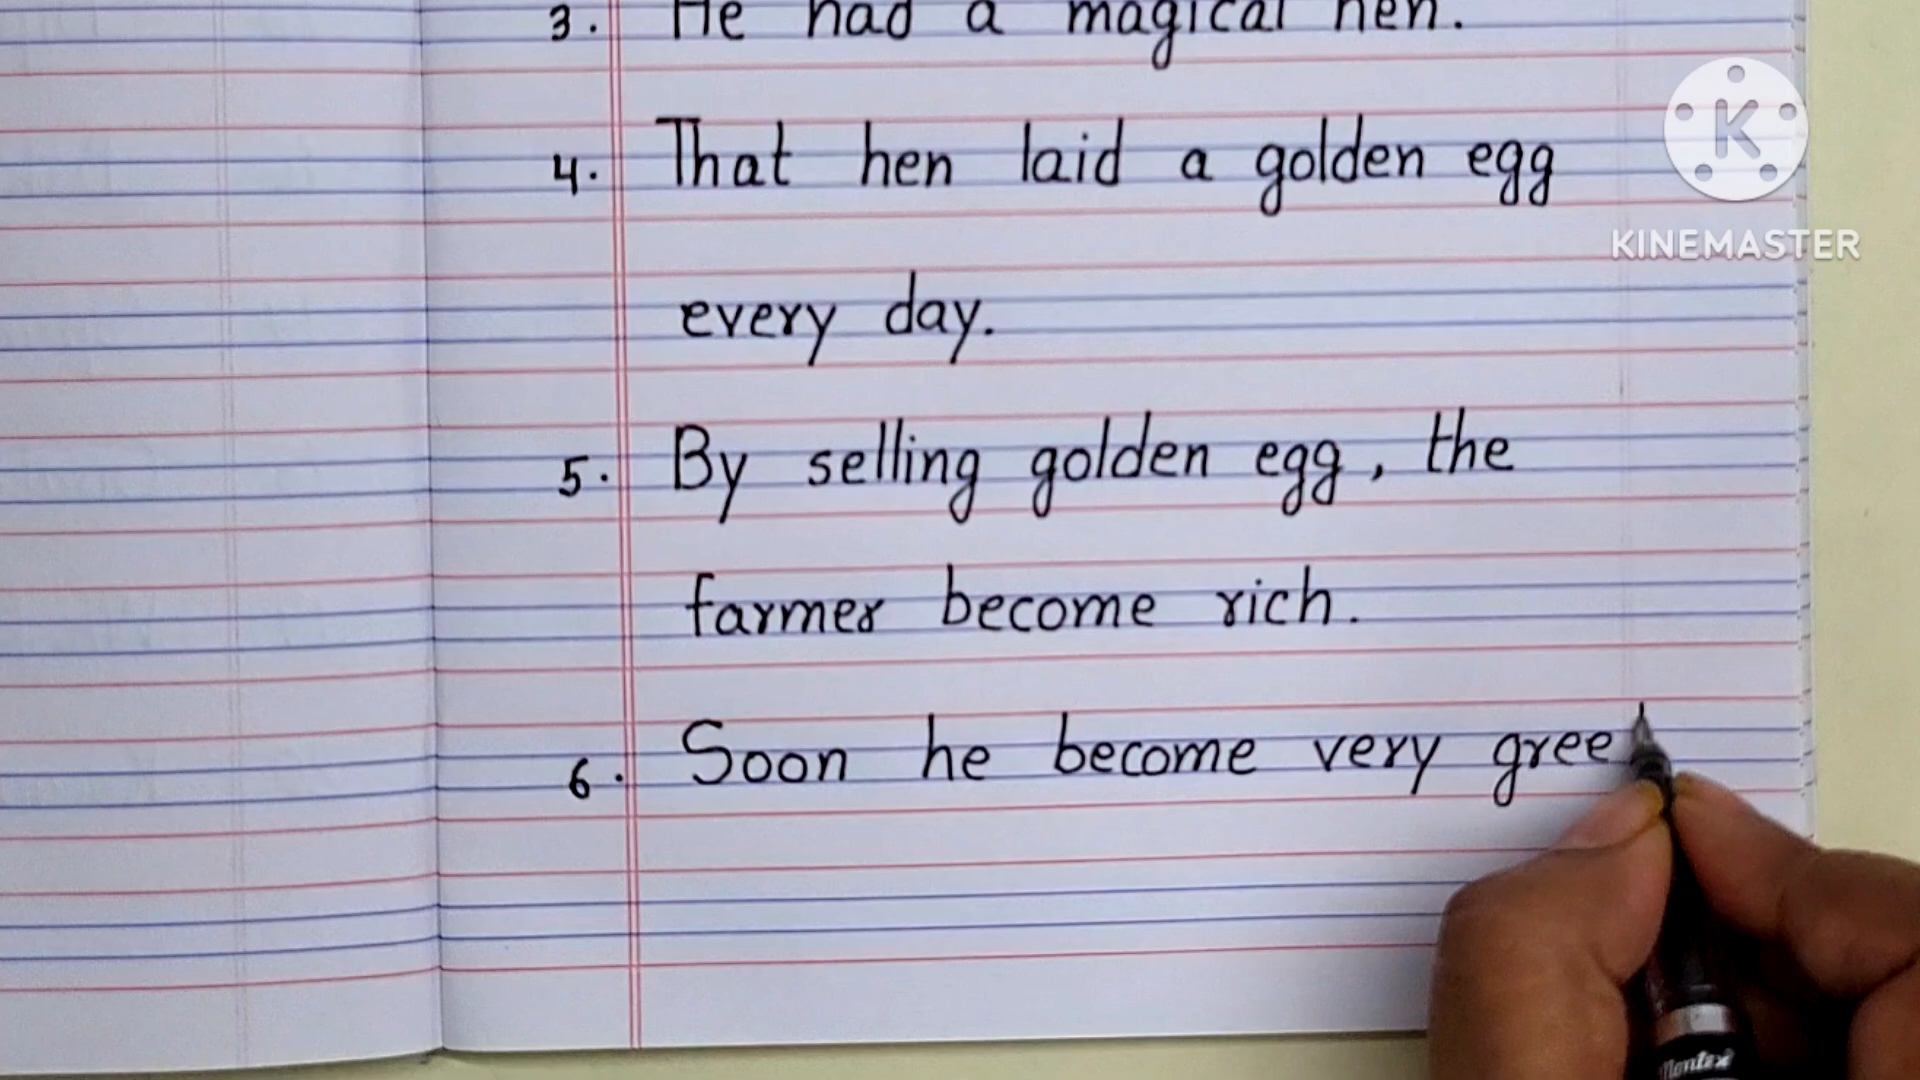 3. He had a magical hen.
4. That hen laid a golden egg
every day.
5. By selling golden egg, the
farmer become rich.
6. Soon he become very gree
K
KINEMASTER
Montex